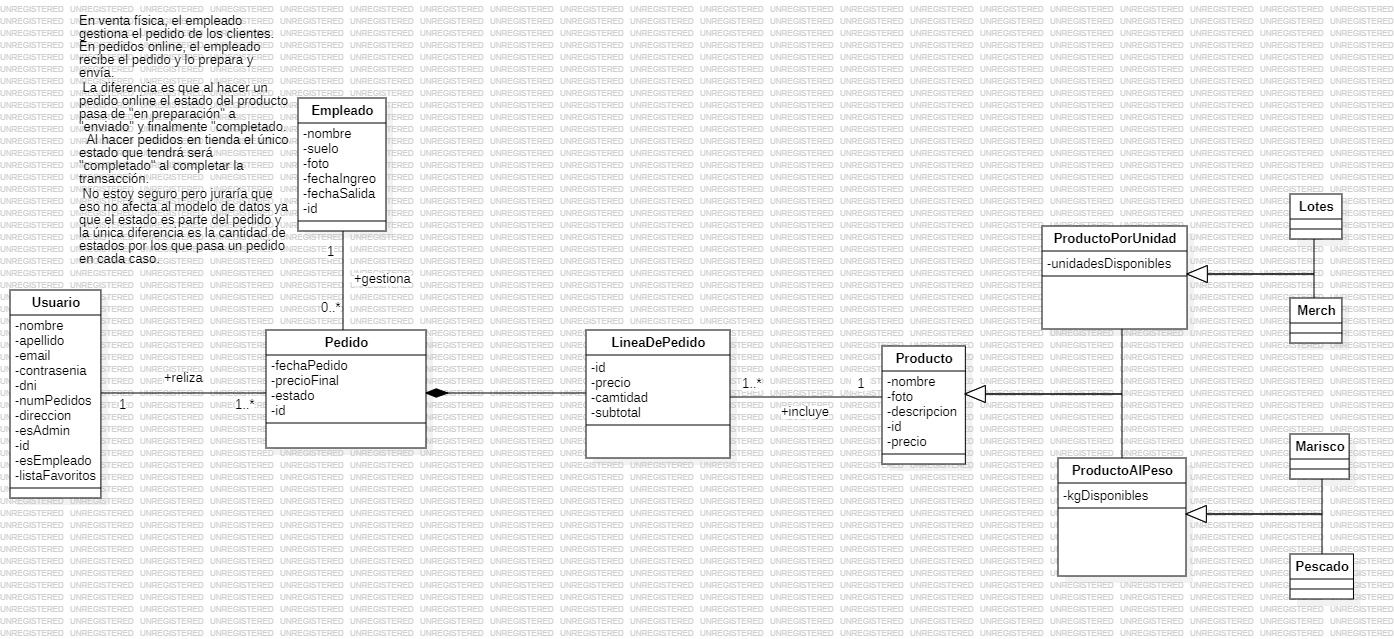 En venta física, el empleado
gestiona el pedido de los clientes.
En pedidos online, el empleado
recibe el pedido y lo prepara y
envía.
La diferencia es que al hacer un
pedido online el estado del producto
pasa de "en preparación" a
"enviado" y finalmente "completado.
Al hacer pedidos en tienda el único
estado que tendrá será
"completado" al completar la
transacción.
No estoy seguro pero juraría que
eso no afecta al modelo de datos ya
que el estado es parte del pedido y
la única diferencia es la cantidad de
estados por los que pasa un pedido
en cada caso.
Empleado
-nombre
-suelo
-foto
-fechaIngreo
-fechaSalida
-id
1
+gestiona
0..*
Usuario
-nombre
-apellido
-email
-contrasenia
-dni
-numPedidos
-direccion
-esAdmin
-id
-esEmpleado
-listaFavoritos
+reliza
1
1..*
Pedido
-fechaPedido
-precioFinal
-estado
-id
LineaDePedido
-id
-precio
-camtidad
-subtotal
1..*
1
+incluye
Producto
-nombre
-foto
-descripcion
-id
-precio
ProductoPorUnidad
-unidadesDisponibles
ProductoAlPeso
-kgDisponibles
Lotes
Merch
Marisco
Pescado
UNREGISTERED